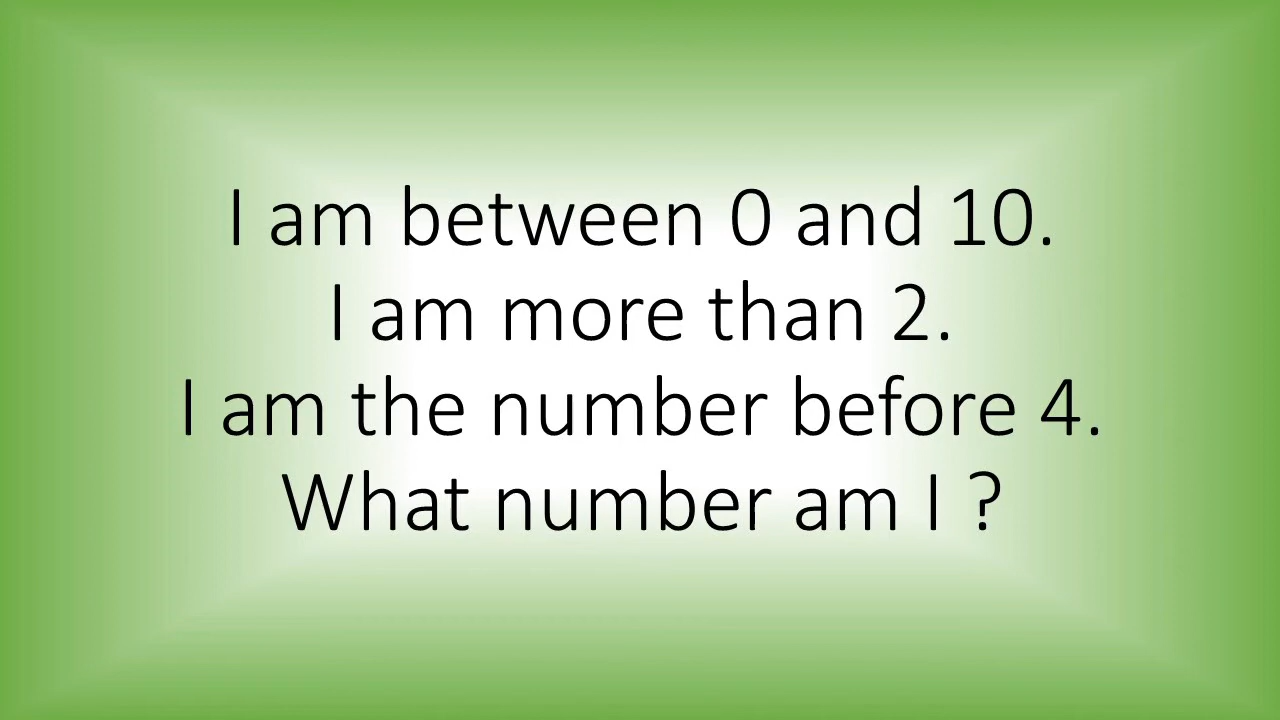 I am between 0 and 10.
I am more than 2.
I am the number before 4.
What number am I ?